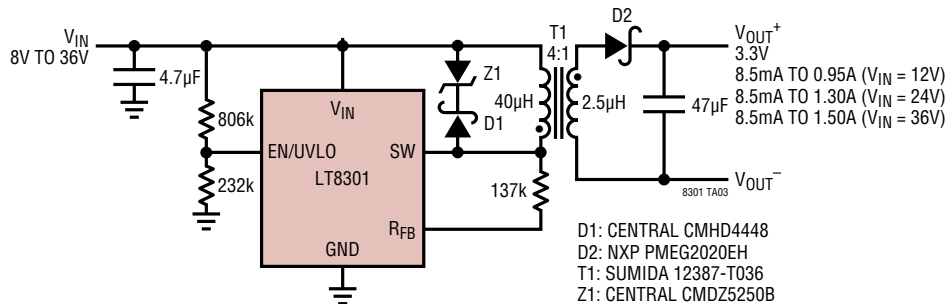 VIN
8V TO 36V
4.7µF
806k
232k
EN/UVLO
VIN
LT8301
GND
SW
RFB
Z1
D1
137k
T1
4:1
40µH
2.5µH
D2
47µF
VOUT+
3.3V
8.5mA TO 0.95A (VIN = 12V)
8.5mA TO 1.30A (VIN = 24V)
8.5mA TO 1.50A (VIN = 36V)
VOUT−
8301 TA03
D1: CENTRAL CMHD4448
D2: NXP PMEG2020EH
T1: SUMIDA 12387-T036
Z1: CENTRAL CMDZ5250B